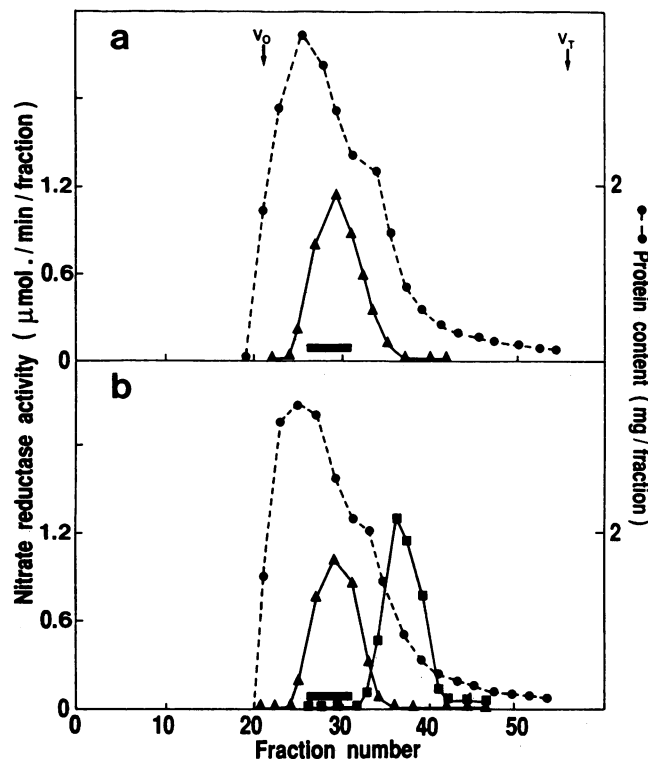 a
V₀
V_T
1.2
0.6
0
2
b
1.2
0.6
0
2
0
10
20
30
40
50
Fraction number
Nitrate reductase activity ( μmol. / min / fraction)
Protein content ( mg / fraction)